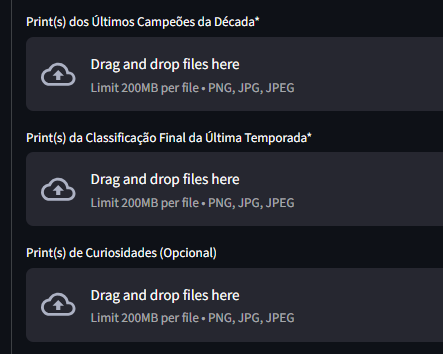 Print(s) dos Últimos Campeões da Década*
Drag and drop files here
Limit 200MB per file • PNG, JPG, JPEG
Print(s) da Classificação Final da Última Temporada*
Drag and drop files here
Limit 200MB per file • PNG, JPG, JPEG
Print(s) de Curiosidades (Opcional)
Drag and drop files here
Limit 200MB per file • PNG, JPG, JPEG